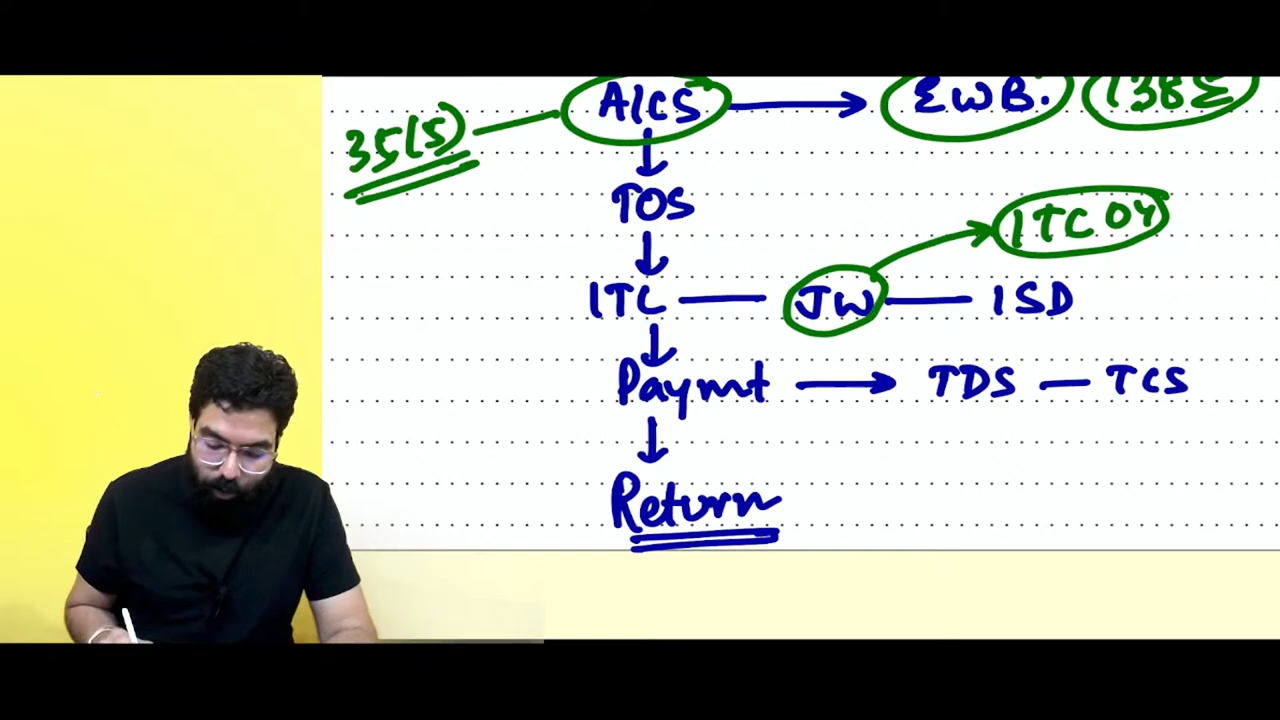 A/CS → EWB. 138E
35(5)
TOS
ITC 04
ITC — JW — ISD
Paymt → TDS — TCS
Return